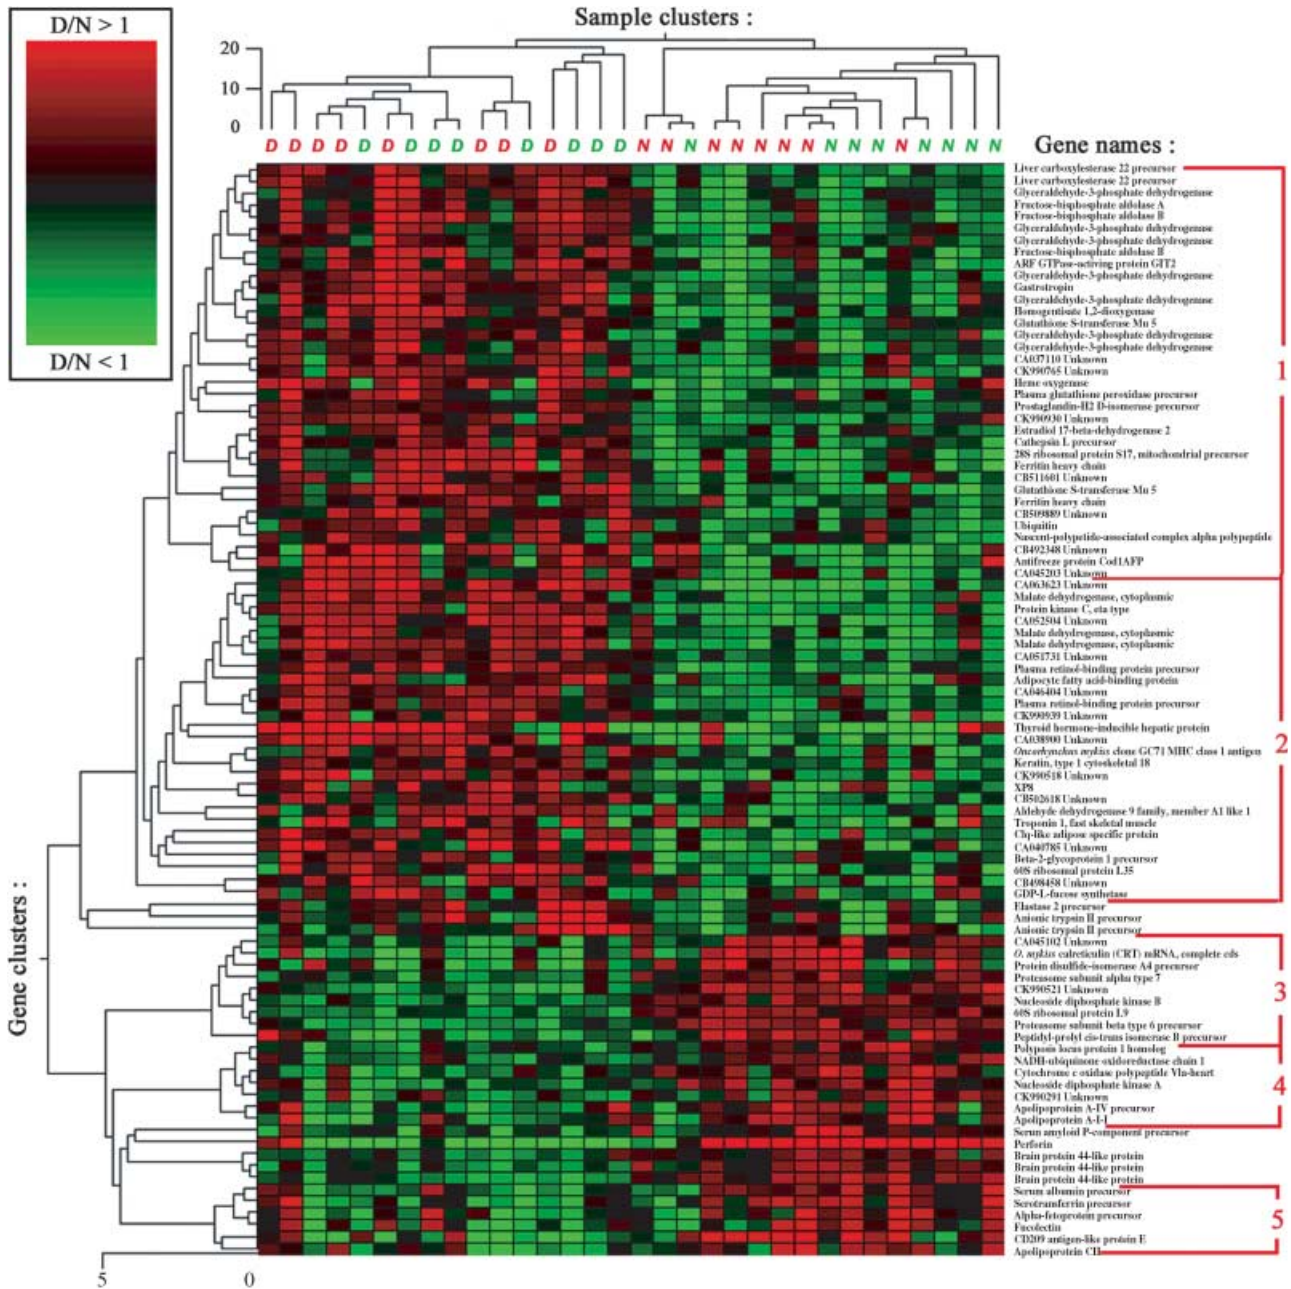 D/N > 1
D/N < 1
Sample clusters :
20
10
0
D D D D D D D D D D D D D D D D N N N N N N N N N N N N N N N N
Gene names :
Liver carboxylesterase 22 precursor
Liver carboxylesterase 22 precursor
Glyceraldehyde-3-phosphate dehydrogenase
Fructose-bisphosphate aldolase A
Fructose-bisphosphate aldolase B
Glyceraldehyde-3-phosphate dehydrogenase
Glyceraldehyde-3-phosphate dehydrogenase
Fructose-bisphosphate aldolase B
ARF GTPase-activing protein GIT2
Glyceraldehyde-3-phosphate dehydrogenase
Gastrotropin
Glyceraldehyde-3-phosphate dehydrogenase
Homogentisate 1,2-dioxygenase
Glutathione S-transferase Mu 5
Glyceraldehyde-3-phosphate dehydrogenase
Glyceraldehyde-3-phosphate dehydrogenase
CA037110 Unknown
CK990765 Unknown
1
Heme oxygenase
Plasma glutathione peroxidase precursor
Prostaglandin-H2 D-isomerase precursor
CK990930 Unknown
Estradiol 17-beta-dehydrogenase 2
Cathepsin L precursor
28S ribosomal protein S17, mitochondrial precursor
Ferritin heavy chain
CB511601 Unknown
Glutathione S-transferase Mu 5
Ferritin heavy chain
CB509889 Unknown
Ubiquitin
Nascent-polypetide-associated complex alpha polypeptide
CB492348 Unknown
Antifreeze protein Cod1AFP
CA045203 Unknown
CA063623 Unknown
Malate dehydrogenase, cytoplasmic
Protein kinase C, eta type
CA052504 Unknown
Malate dehydrogenase, cytoplasmic
Malate dehydrogenase, cytoplasmic
CA051731 Unknown
Plasma retinol-binding protein precursor
Adipocyte fatty acid-binding protein
CA046404 Unknown
Plasma retinol-binding protein precursor
CK990939 Unknown
Thyroid hormone-inducible hepatic protein
CA038900 Unknown
2
Oncorhynchus mykiss clone GC71 MHC class 1 antigen
Keratin, type 1 cytoskeletal 18
CK990518 Unknown
XP8
CB502618 Unknown
Aldehyde dehydrogenase 9 family, member A1 like 1
Troponin 1, fast skeletal muscle
Clq-like adipose specific protein
CA040785 Unknown
Beta-2-glycoprotein 1 precursor
60S ribosomal protein L35
CB498458 Unknown
GDP-L-fucose synthetase
Elastase 2 precursor
Anionic trypsin II precursor
Anionic trypsin II precursor
CA045102 Unknown
O. mykiss calreticulin (CRT) mRNA, complete cds
Protein disulfide-isomerase A4 precursor
Proteasome subunit alpha type 7
CK990521 Unknown
3
Nucleoside diphosphate kinase B
60S ribosomal protein L9
Proteasome subunit beta type 6 precursor
Peptidyl-prolyl cis-trans isomerase B precursor
Polyposis locus protein 1 homolog
NADH-ubiquinone oxidoreductase chain 1
Cytochrome c oxidase polypeptide VIa-heart
Nucleoside diphosphate kinase A
4
CK990291 Unknown
Apolipoprotein A-IV precursor
Apolipoprotein A-I-1
Serum amyloid P-component precursor
Perforin
Brain protein 44-like protein
Brain protein 44-like protein
Brain protein 44-like protein
Serum albumin precursor
Serotransferrin precursor
Alpha-fetoprotein precursor
5
Fucolectin
CD209 antigen-like protein E
Apolipoprotein CII
Gene clusters :
5
0